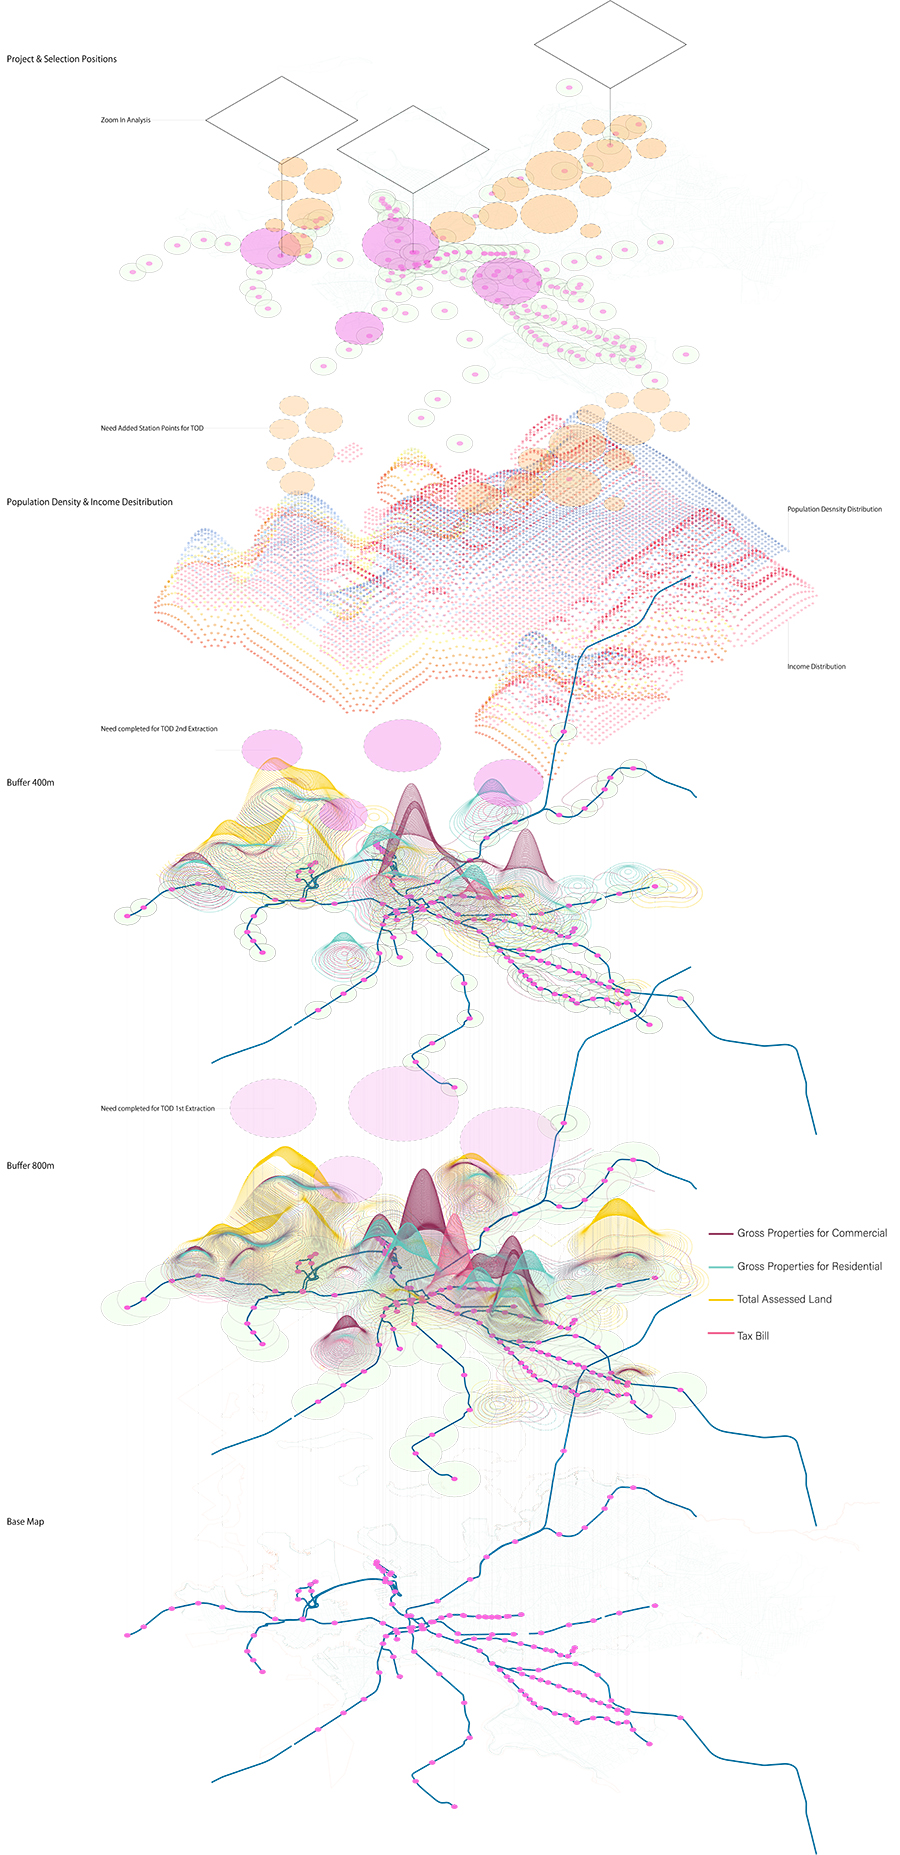 Project & Selection Positions
Zoom In Analysis
Need Added Station Points for TOD
Population Density & Income Desitribution
Population Desnsity Distribution
Income Distribution
Need completed for TOD 2nd Extraction
Buffer 400m
Need completed for TOD 1st Extraction
Buffer 800m
Gross Properties for Commercial
Gross Properties for Residential
Total Assessed Land
Tax Bill
Base Map